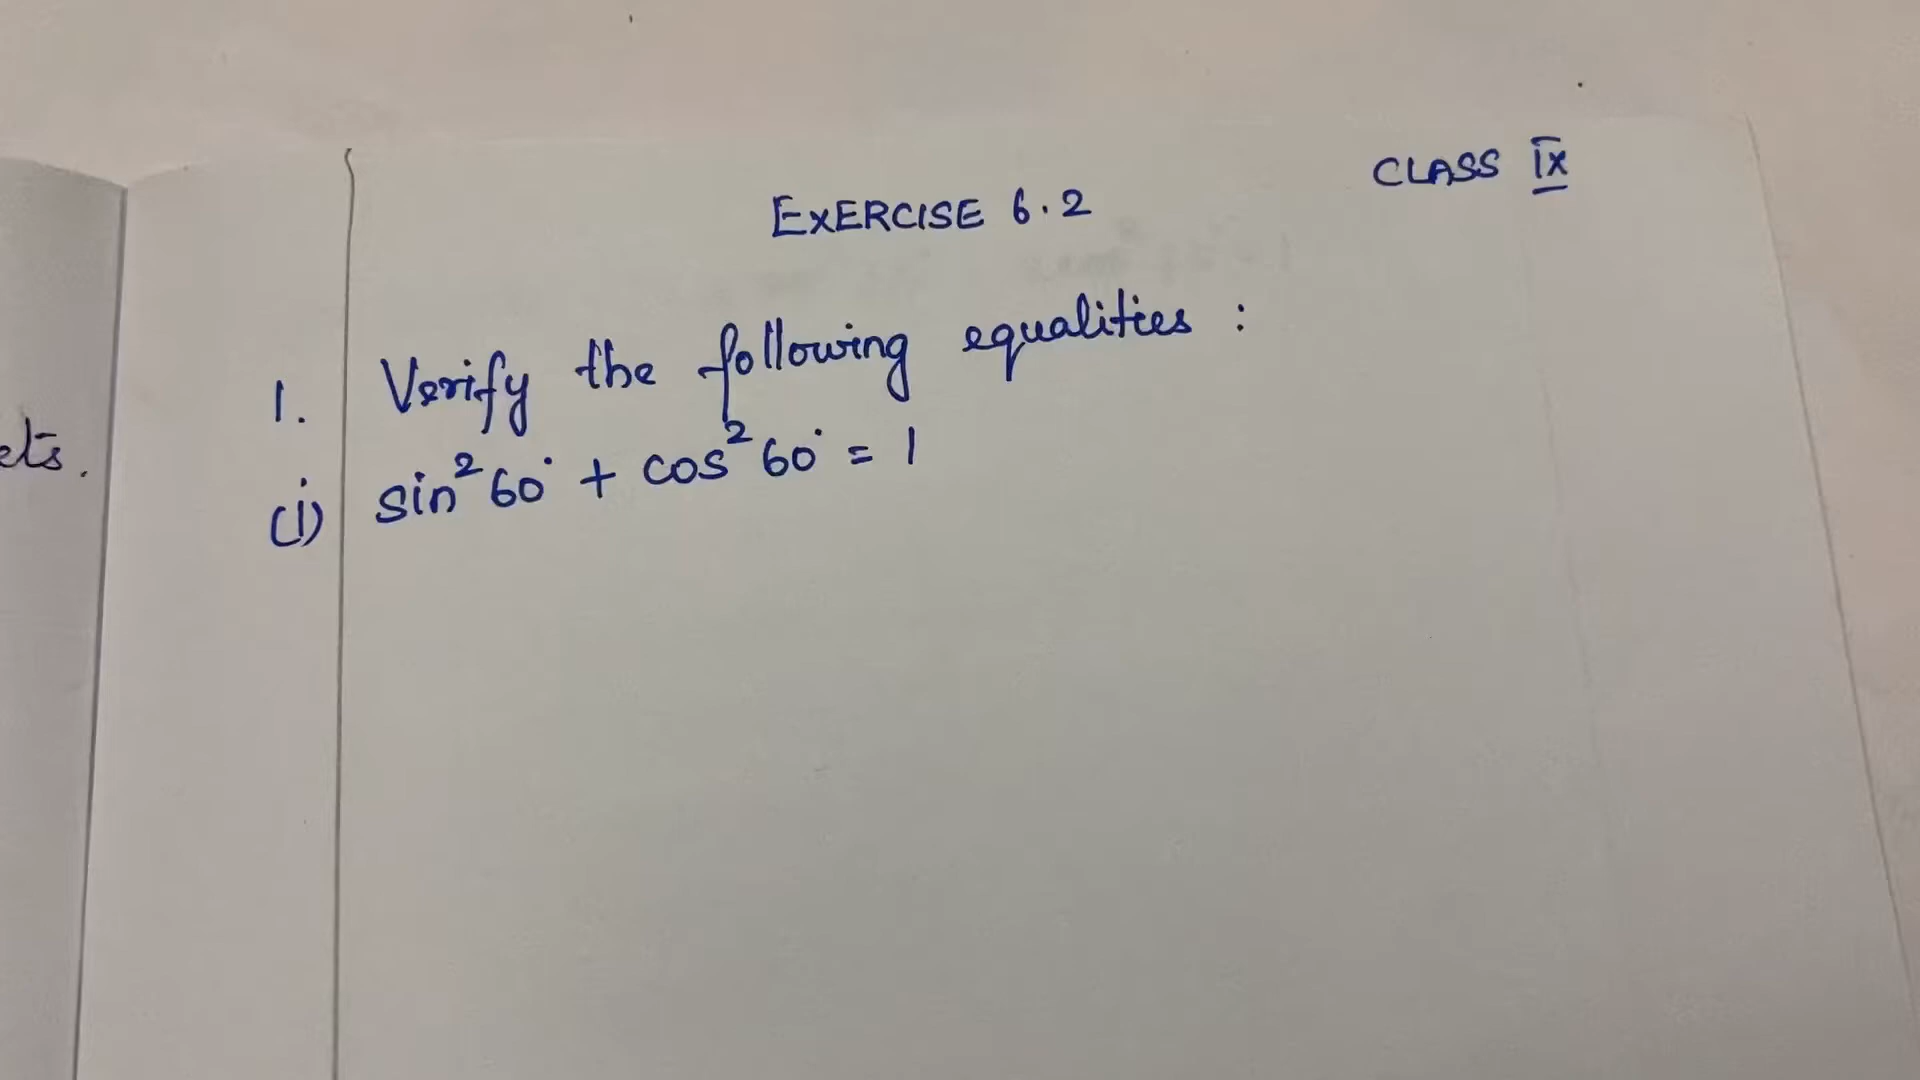 CLASS IX
EXERCISE 6.2
1. Verify the following equalities :
(i) sin²60° + cos²60° = 1